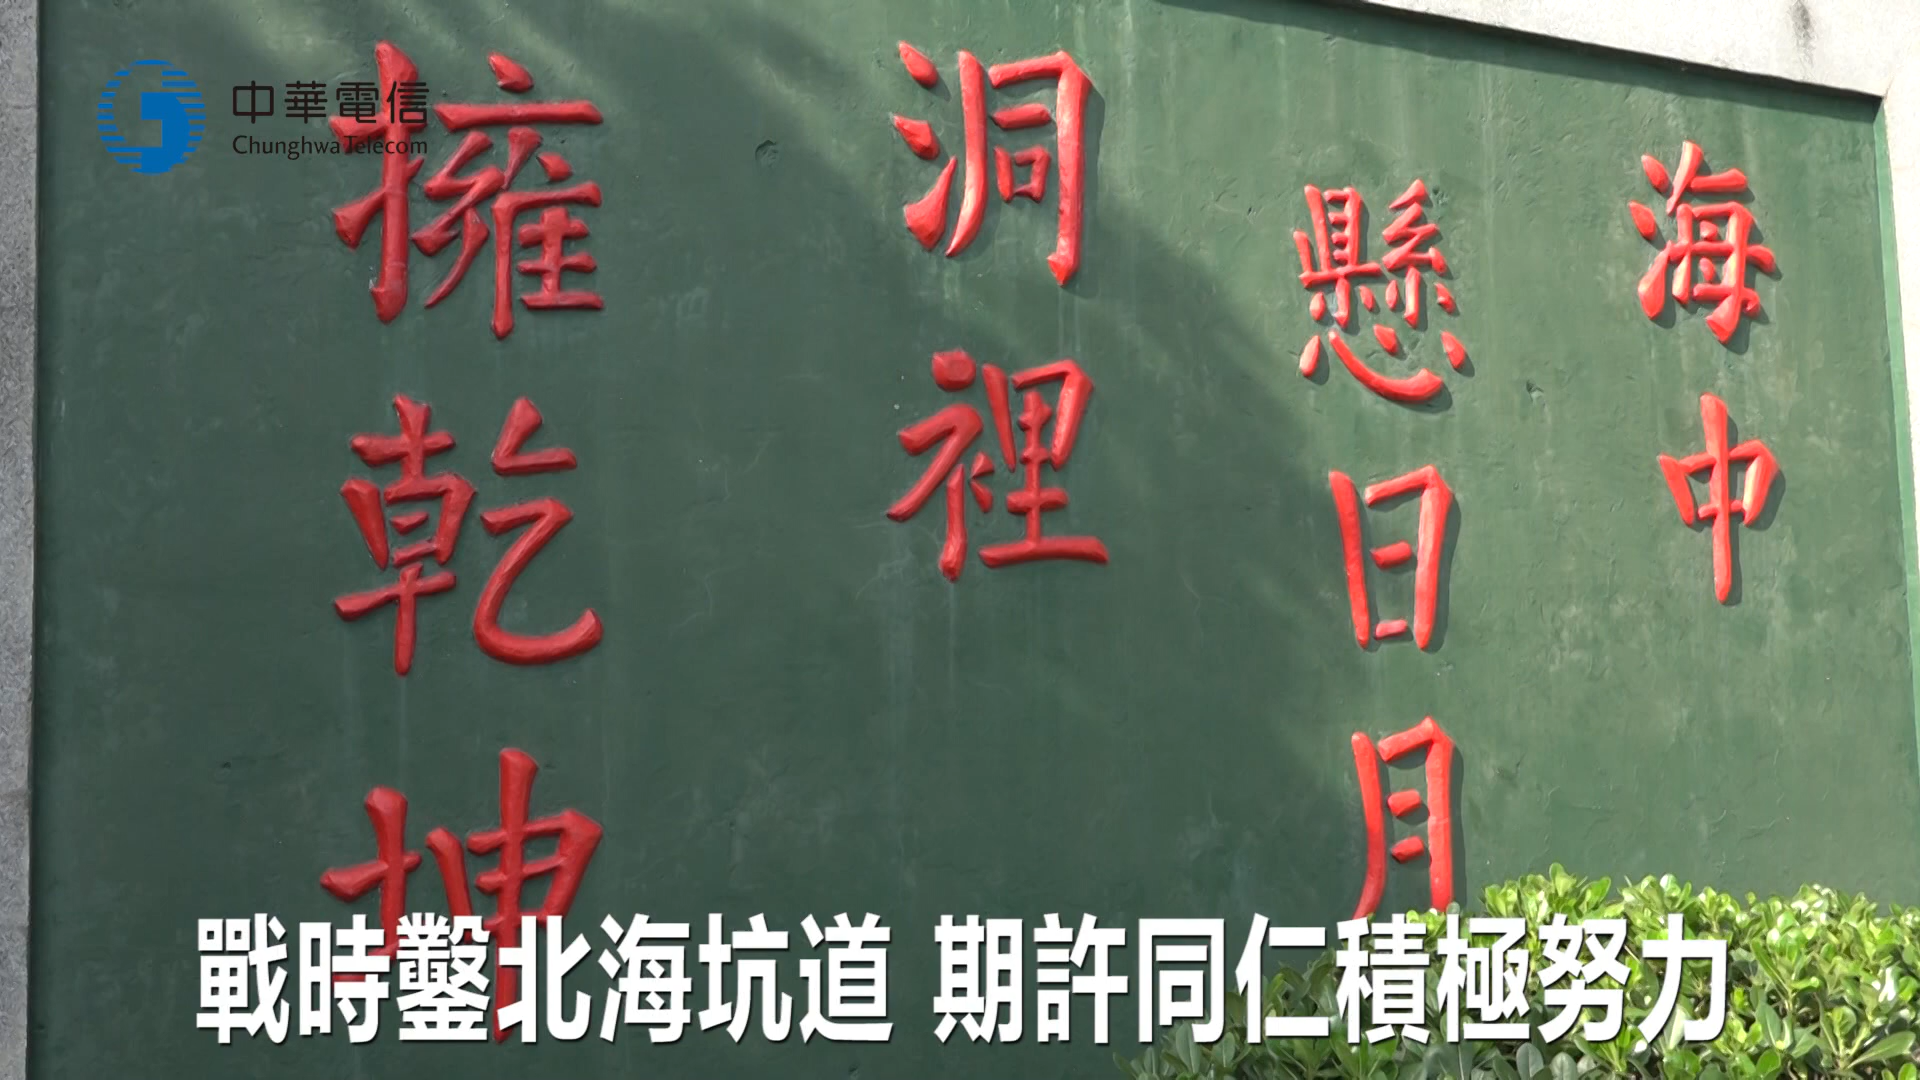 中華電信
Chunghwa Telecom
海中
懸日月
洞裡
擁乾坤
戰時鑿北海坑道 期許同仁積極努力